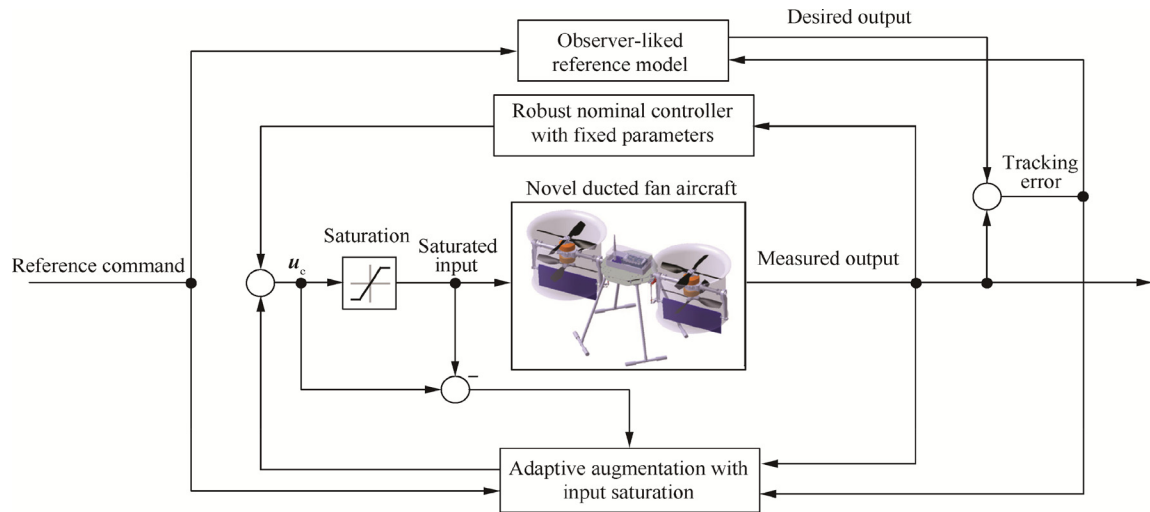 Desired output
Observer-liked
reference model
Robust nominal controller
with fixed parameters
Tracking
error
Novel ducted fan aircraft
Saturation
Saturated
input
Reference command
u_c
Measured output
−
Adaptive augmentation with
input saturation